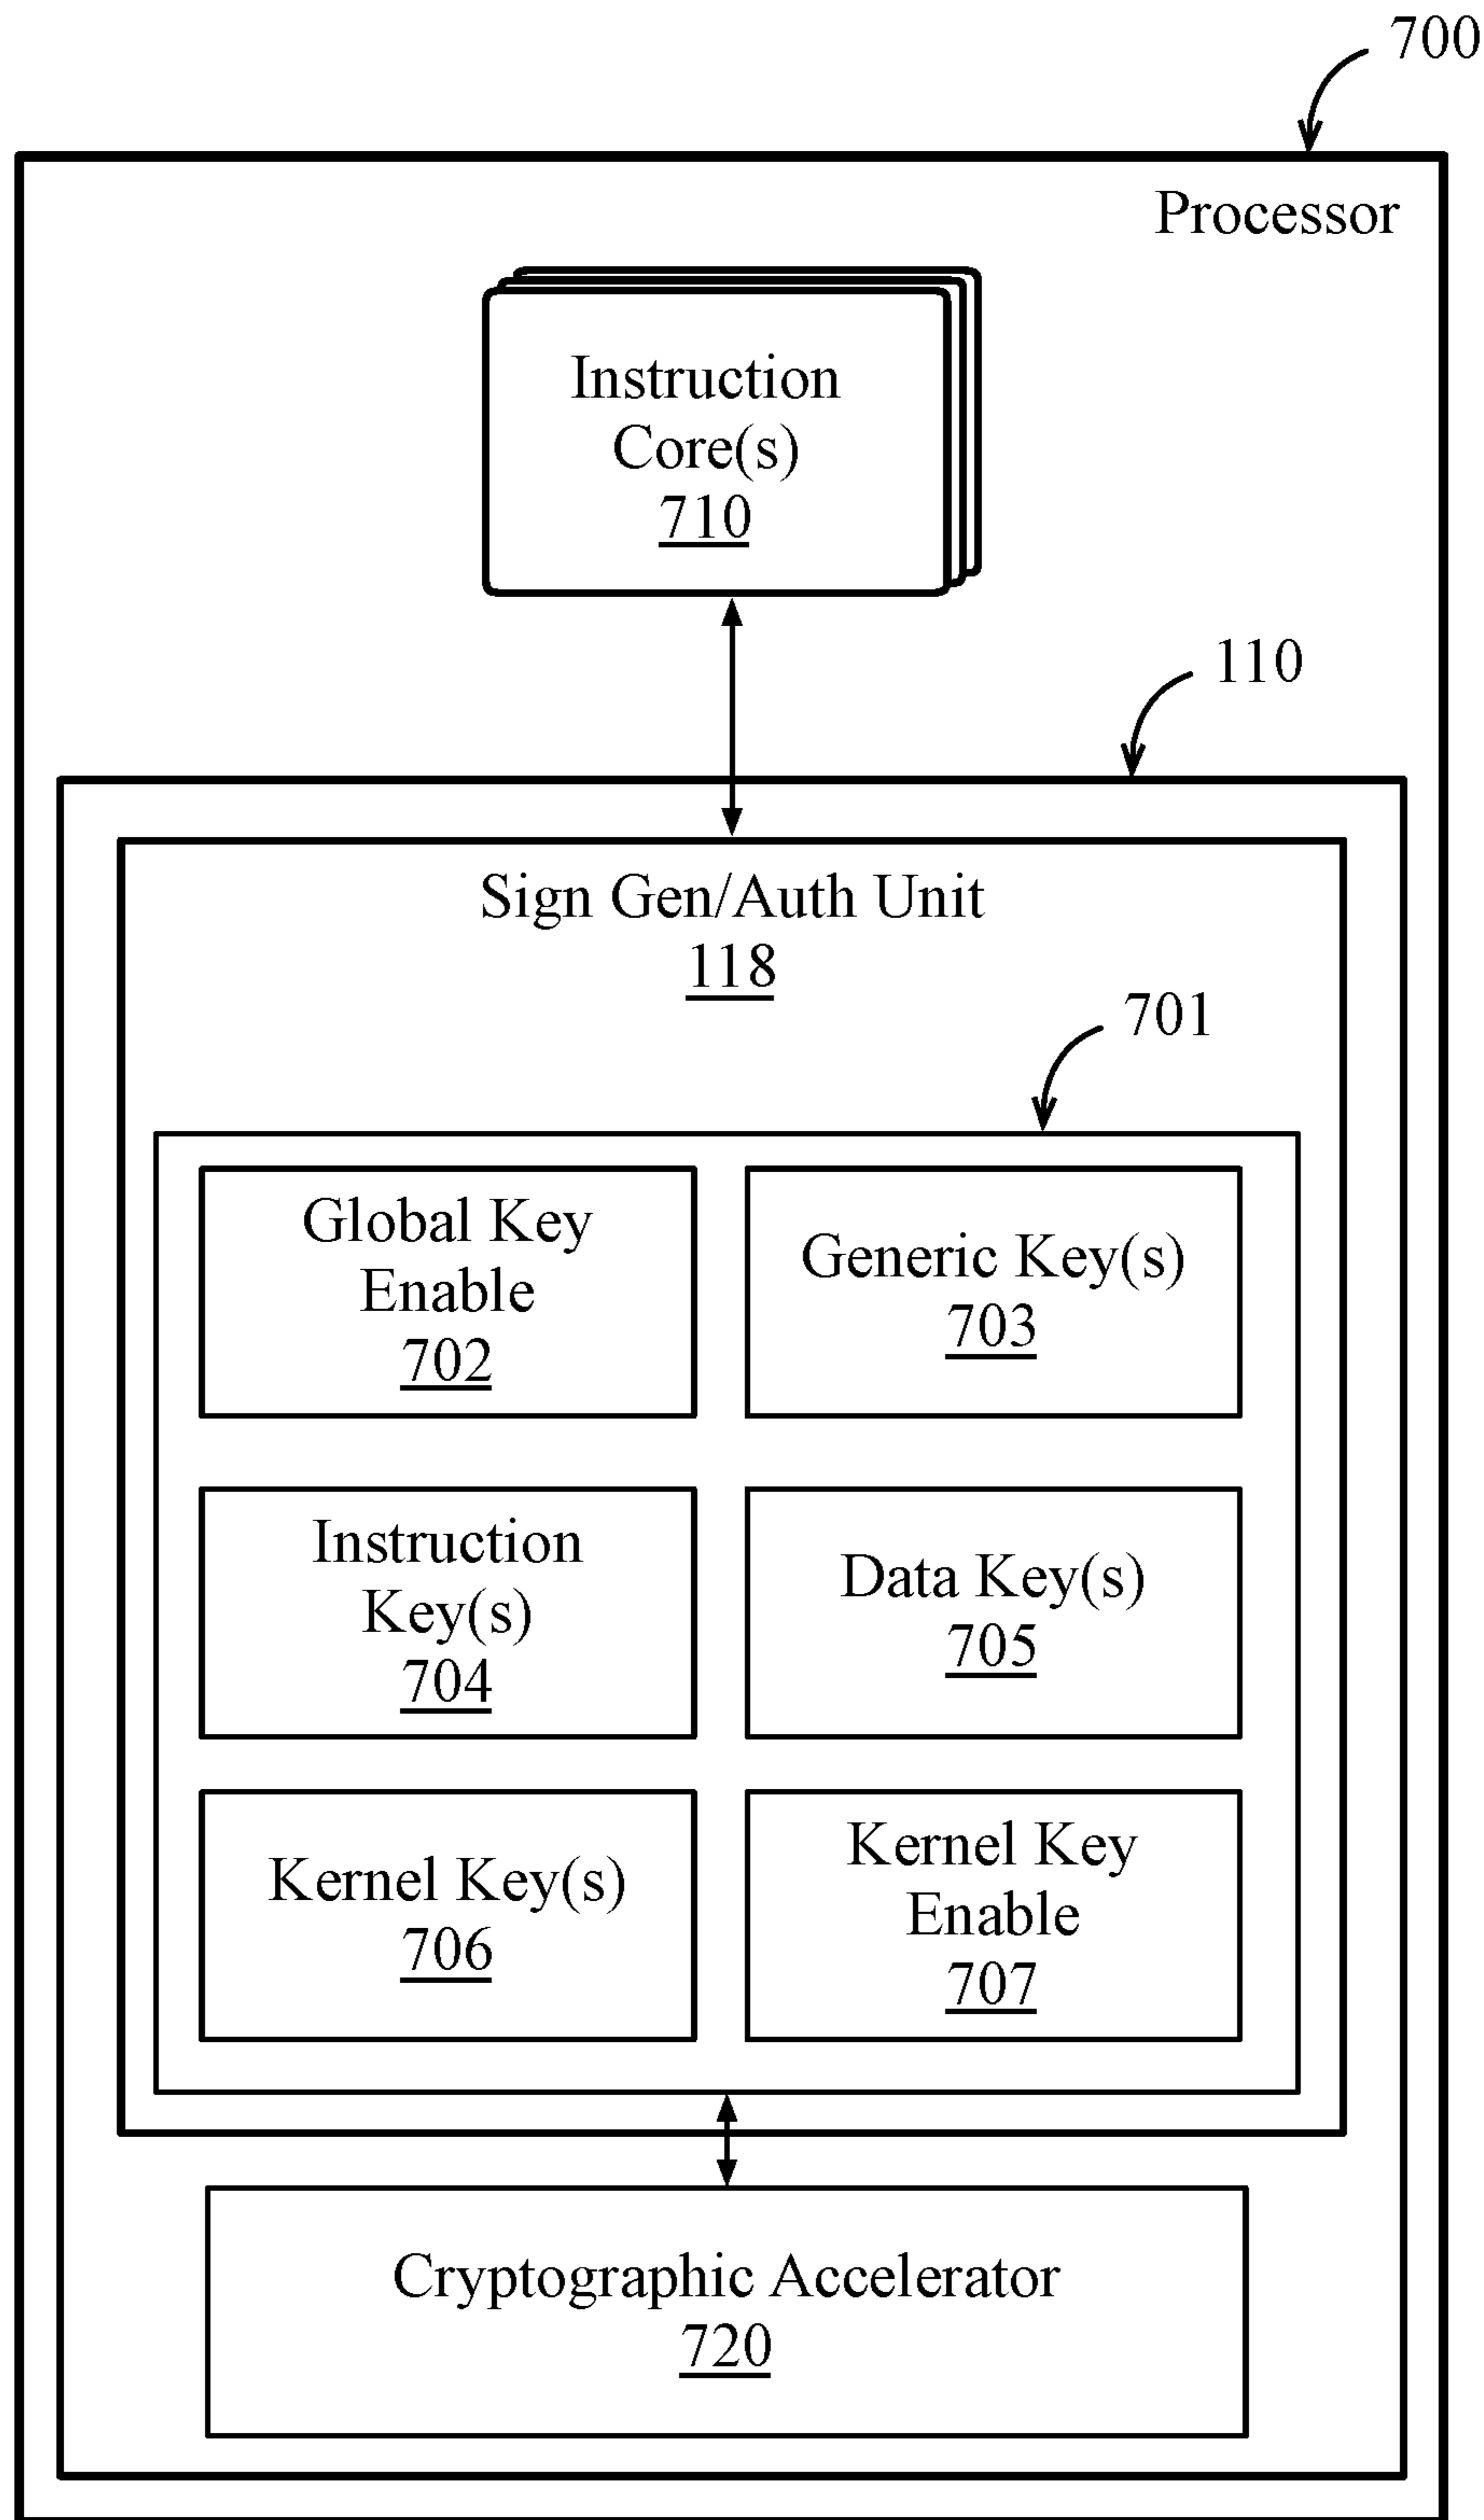 700
Processor
Instruction
Core(s)
710
110
Sign Gen/Auth Unit
118
701
Global Key
Enable
702
Generic Key(s)
703
Instruction
Key(s)
704
Data Key(s)
705
Kernel Key(s)
706
Kernel Key
Enable
707
Cryptographic Accelerator
720